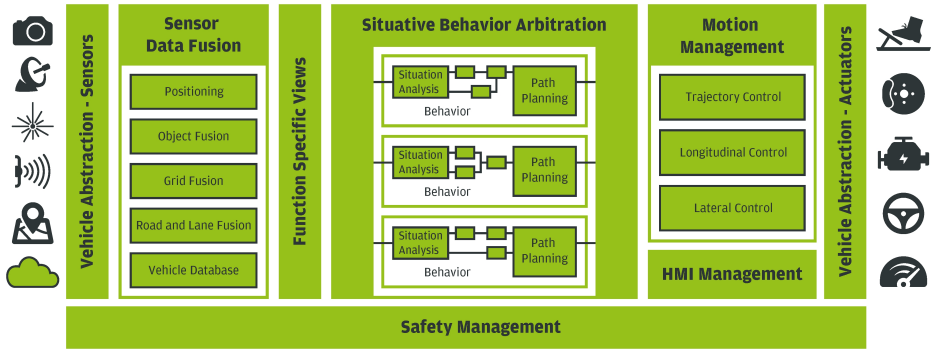 Vehicle Abstraction - Sensors
Sensor
Data Fusion
Positioning
Object Fusion
Grid Fusion
Road and Lane Fusion
Vehicle Database
Function Specific Views
Situative Behavior Arbitration
Situation
Analysis
Behavior
Path
Planning
Situation
Analysis
Behavior
Path
Planning
Situation
Analysis
Behavior
Path
Planning
Motion
Management
Trajectory Control
Longitudinal Control
Lateral Control
HMI Management
Vehicle Abstraction - Actuators
Safety Management